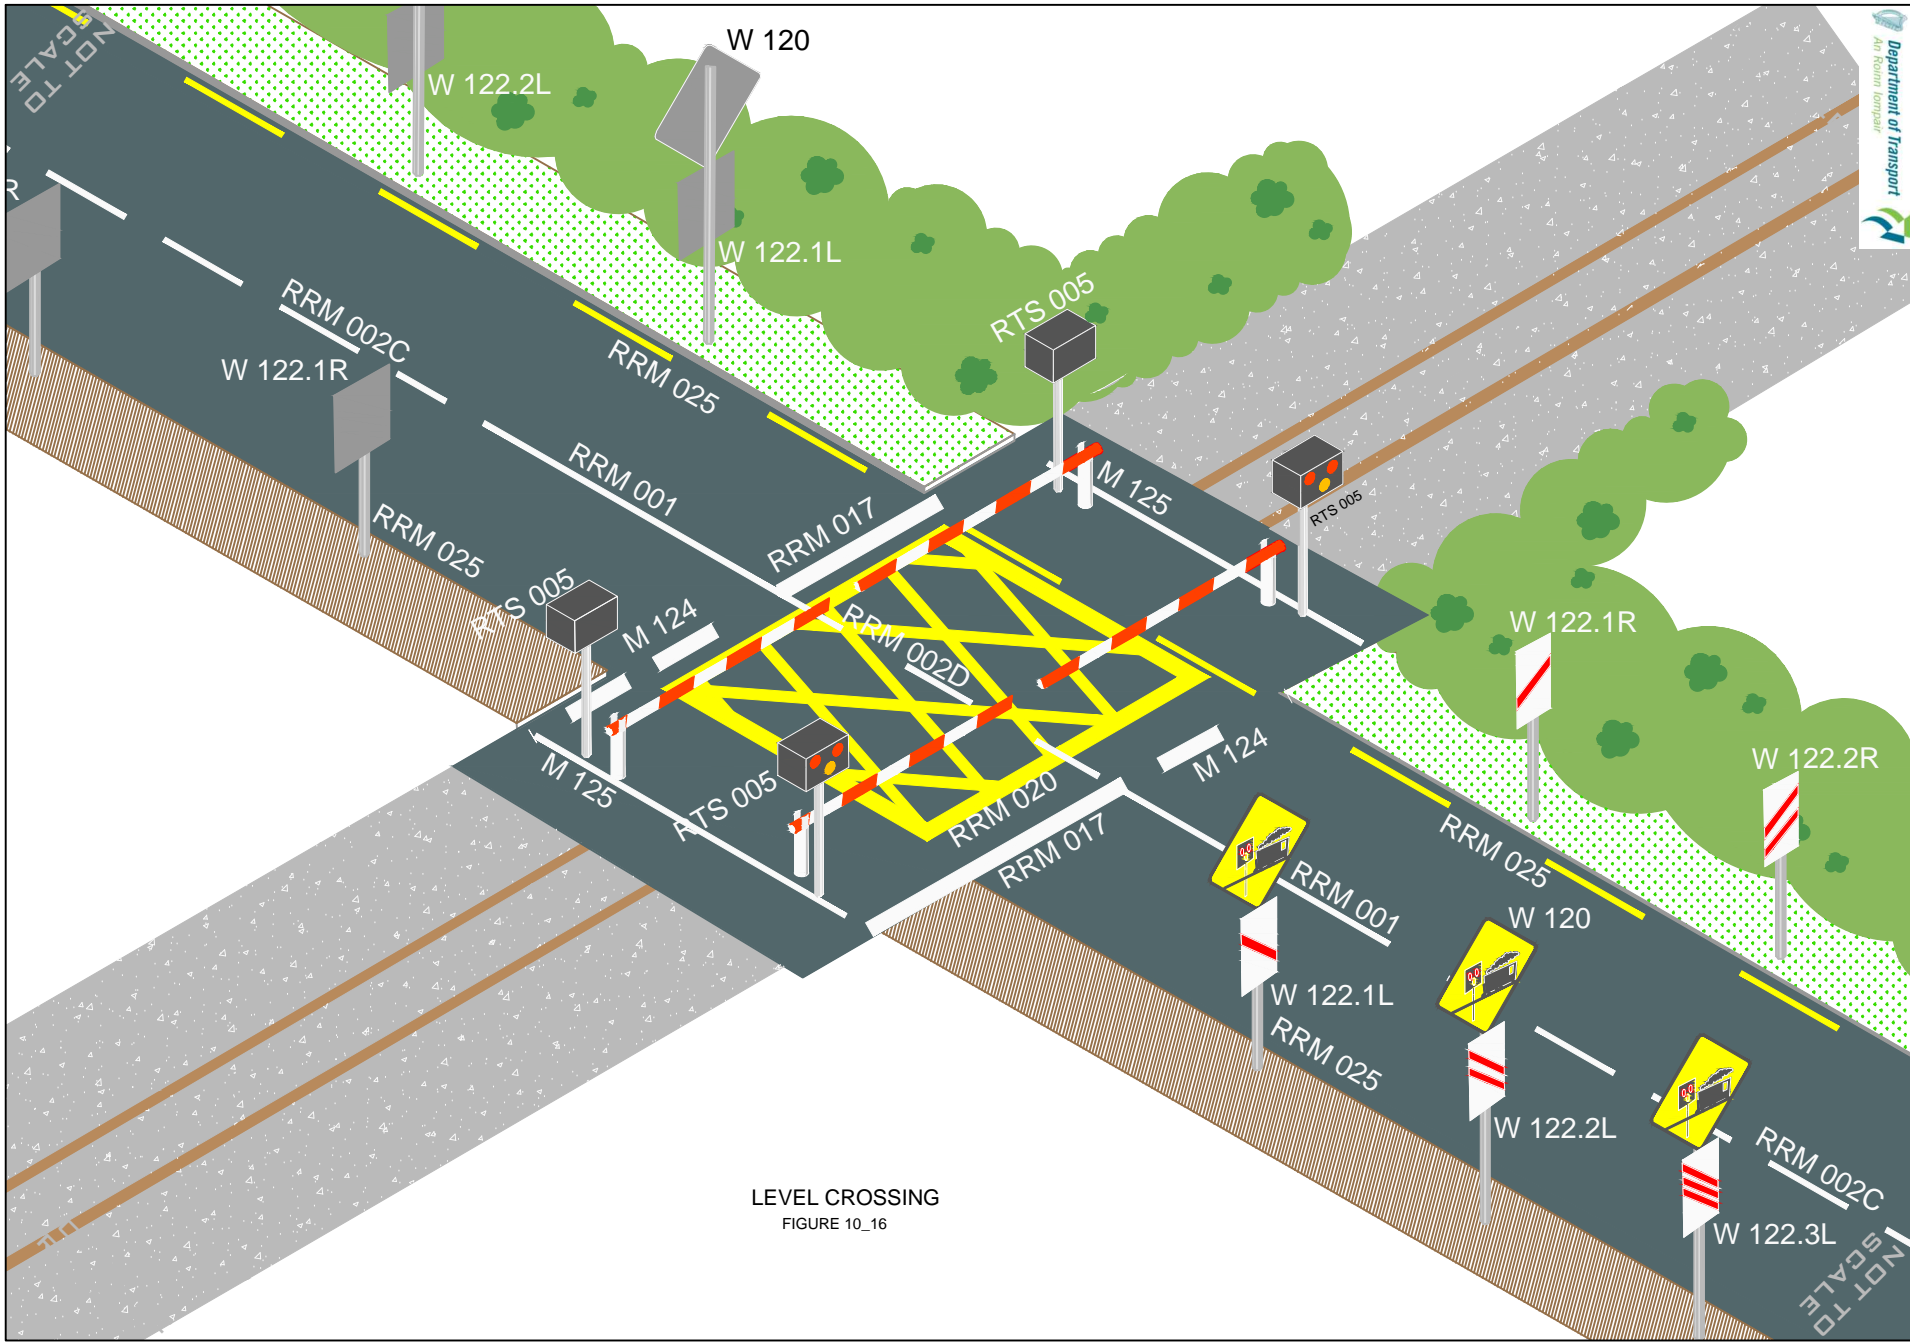 NOT TO
SCALE
W 120
W 122.2L
Department of Transport
An Roinn Iompair
R
W 122.1L
RTS 005
RRM 002C
W 122.1R
RRM 025
RRM 001
M 125
RTS 005
RRM 017
RRM 025
RTS 005
M 124
RRM 002D
W 122.1R
M 125
RTS 005
M 124
W 122.2R
RRM 020
RRM 017
RRM 025
RRM 001
W 120
W 122.1L
RRM 025
W 122.2L
RRM 002C
W 122.3L
LEVEL CROSSING
FIGURE 10_16
NOT TO
SCALE